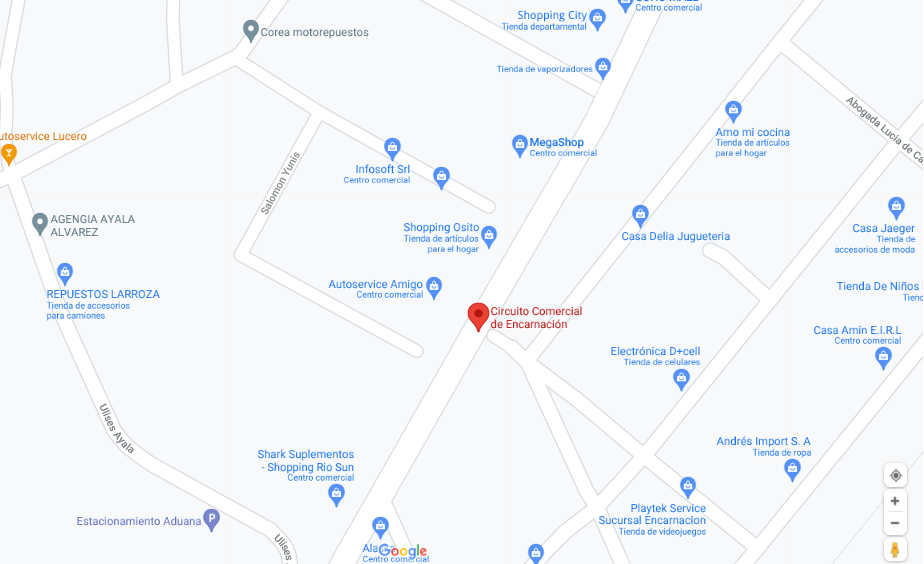 Centro comercial
Shopping City
Tienda departamental
Corea motorepuestos
Tienda de vaporizadores
Abogada Lucía de
Amo mi cocina
Tienda de artículos
para el hogar
utoservice Lucero
MegaShop
Centro comercial
Infosoft Srl
Centro comercial
Salomon Yunis
AGENGIA AYALA
ALVAREZ
Shopping Osito
Tienda de artículos
para el hogar
Casa Delia Jugueteria
Casa Jaeger
Tienda de
accesorios de moda
REPUESTOS LARROZA
Tienda de accesorios
para camiones
Autoservice Amigo
Centro comercial
Tienda De Niños
Circuito Comercial
de Encarnación
Casa Amin E.I.R.L
Centro comercial
Electrónica D+cell
Tienda de celulares
Ulises Ayala
Andrés Import S. A
Tienda de ropa
Shark Suplementos
- Shopping Rio Sun
Centro comercial
Playtek Service
Sucursal Encarnacion
Tienda de videojuegos
Estacionamiento Aduana
P
Ulises
Google
Centro comercial
+
−